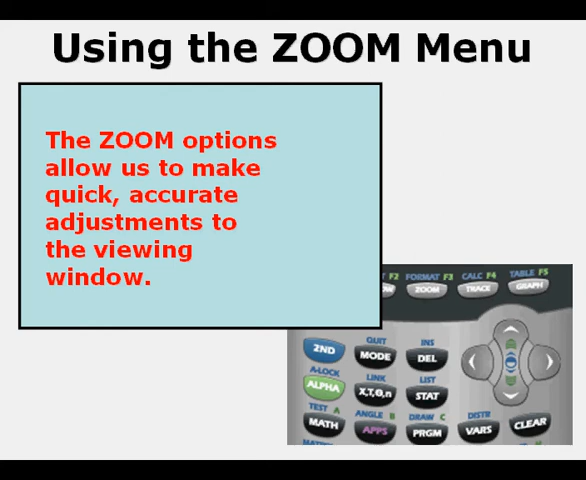 Using the ZOOM Menu
The ZOOM options
allow us to make
quick, accurate
adjustments to
the viewing
window.
F2 FORMAT F3 CALC F4 TABLE F5
ZOOM TRACE GRAPH
QUIT INS
2ND MODE DEL
A-LOCK LINK LIST
ALPHA X,T,Θ,n STAT
TEST A ANGLE B DRAW C DISTR
MATH APPS PRGM VARS CLEAR